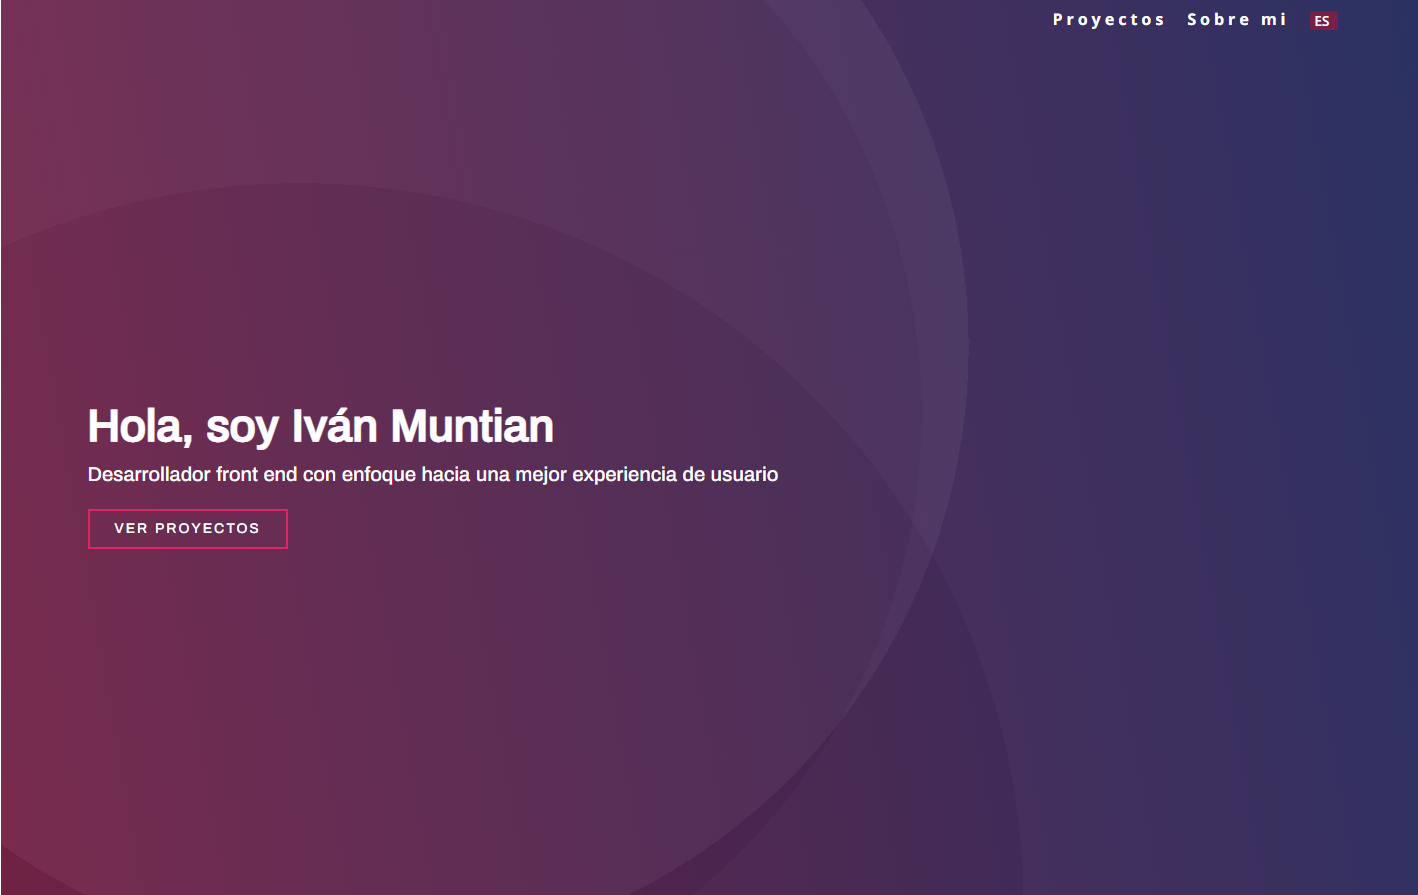 Proyectos Sobre mi ES
Hola, soy Iván Muntian
Desarrollador front end con enfoque hacia una mejor experiencia de usuario
VER PROYECTOS